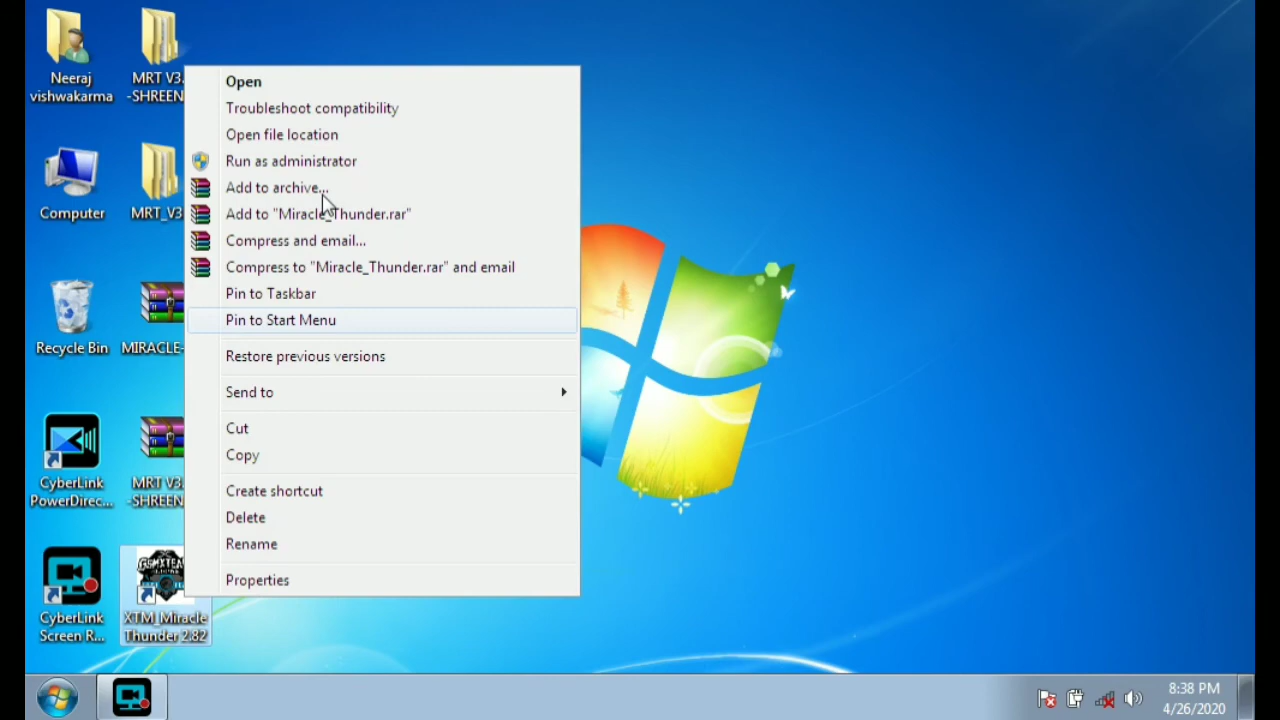 Neeraj
vishwakarma
MRT V3.
-SHREEN
Computer
MRT_V3
Recycle Bin
MIRACLE-
CyberLink
PowerDirec...
MRT V3.
-SHREEN
CyberLink
Screen R...
XTM_Miracle
Thunder 2.82
Open
Troubleshoot compatibility
Open file location
Run as administrator
Add to archive...
Add to "Miracle_Thunder.rar"
Compress and email...
Compress to "Miracle_Thunder.rar" and email
Pin to Taskbar
Pin to Start Menu
Restore previous versions
Send to
Cut
Copy
Create shortcut
Delete
Rename
Properties
8:38 PM
4/26/2020